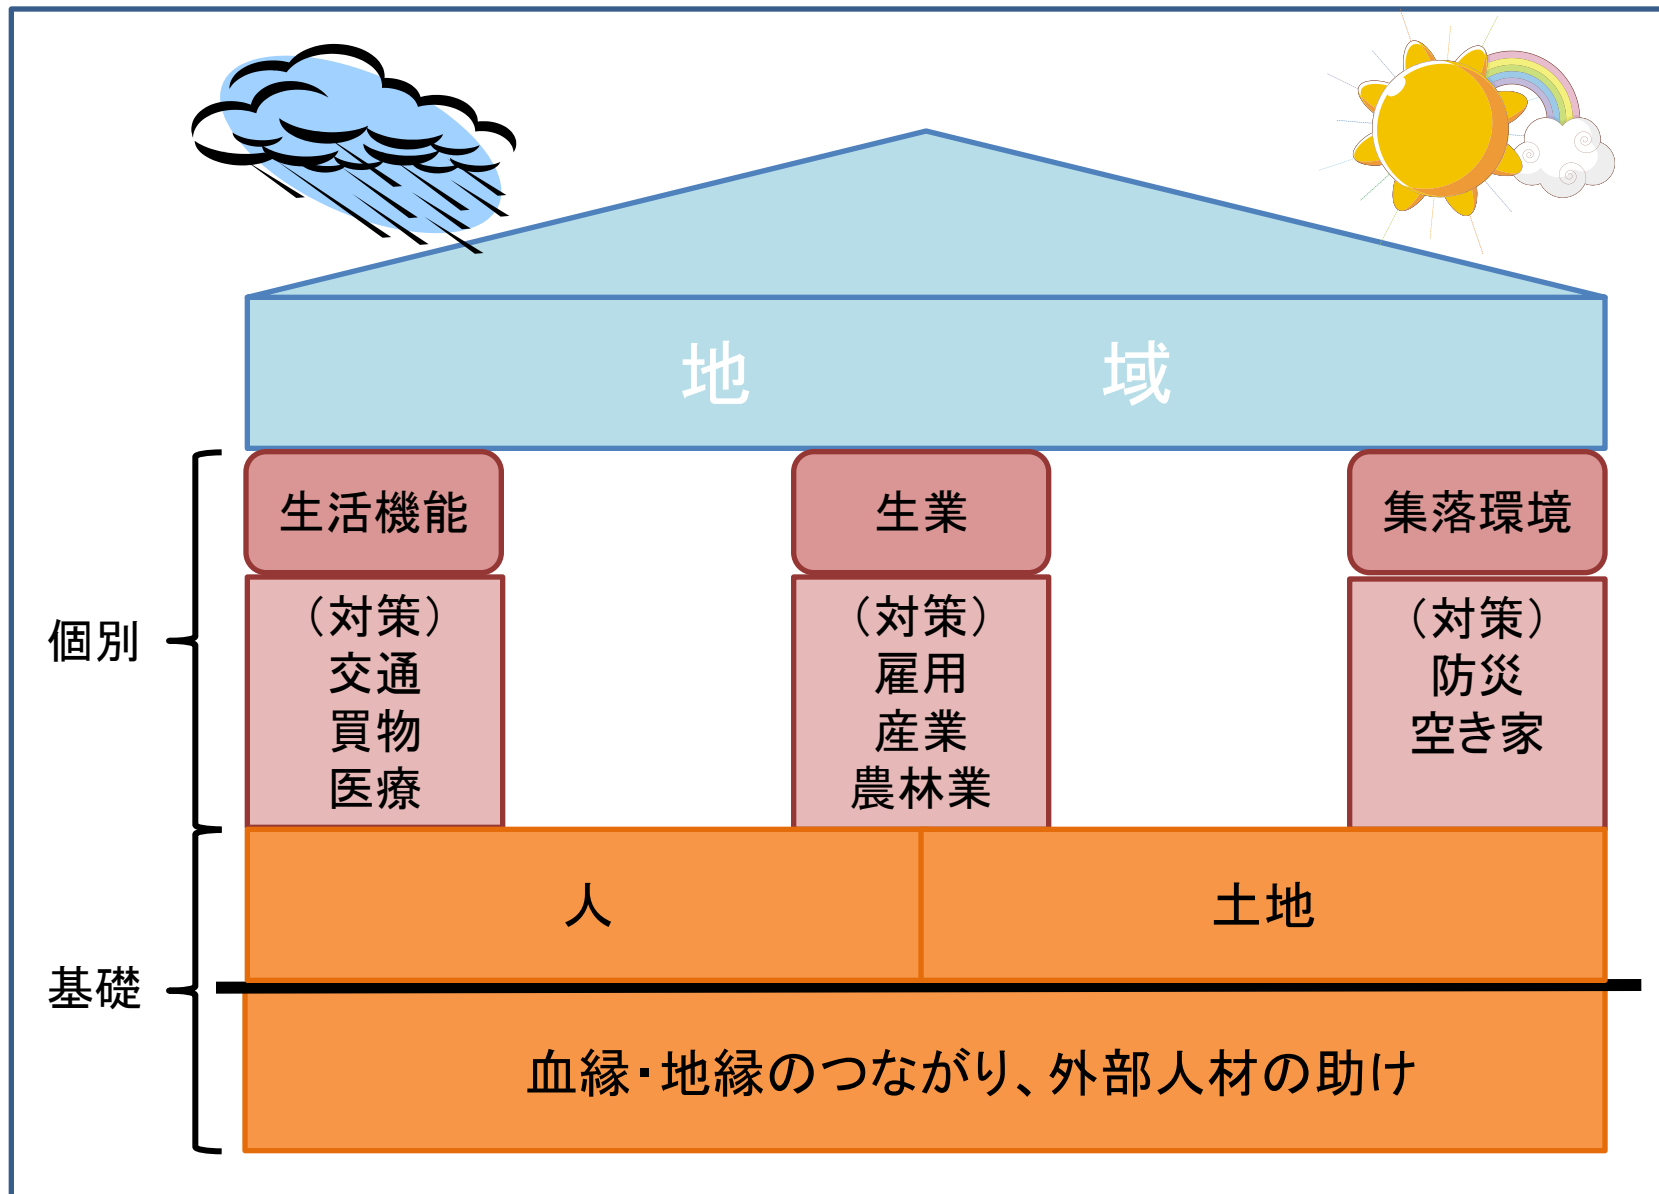 地域
個別
生活機能
（対策）
交通
買物
医療
生業
（対策）
雇用
産業
農林業
集落環境
（対策）
防災
空き家
基礎
人
土地
血縁・地縁のつながり、外部人材の助け